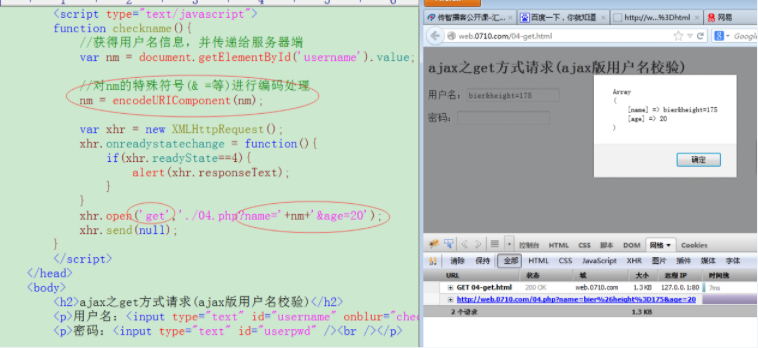 <script type="text/javascript">
function checkname(){
//获得用户名信息，并传递给服务器端
var nm = document.getElementById('username').value;
//对nm的特殊符号(& =等)进行编码处理
nm = encodeURIComponent(nm);
var xhr = new XMLHttpRequest();
xhr.onreadystatechange = function(){
if(xhr.readyState==4){
alert(xhr.responseText);
}
}
xhr.open('get','./04.php?name='+nm+'&age=20');
xhr.send(null);
}
</script>
</head>
<body>
<h2>ajax之get方式请求(ajax版用户名校验)</h2>
<p>用户名：<input type="text" id="username" onblur="chec
<p>密码：<input type="text" id="userpwd" /><br /></p>
传智播客公开课-汇...
百度一下，你就知道
http://w...%3Dhtml
网易
web.0710.com/04-get.html
Google
ajax之get方式请求(ajax版用户名校验)
用户名：bier&height=175
密码：
Array
(
[name] => bier&height=175
[age] => 20
)
确定
控制台 HTML CSS 脚本 DOM 网络 Cookies
清除 保持 全部 HTML CSS JavaScript XHR 图片 插件 媒体 字体
URL 状态 域 大小 远程 IP 时间线
GET 04-get.html 200 OK web.0710.com 1.3 KB 127.0.0.1:80 7ms
http://web.0710.com/04.php?name=bier%26height%3D175&age=20
2 个请求 1.3 KB